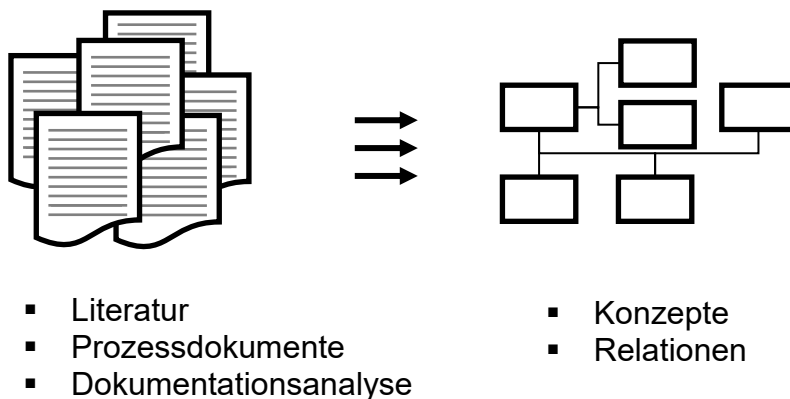 ▪ Literatur
▪ Prozessdokumente
▪ Dokumentationsanalyse
▪ Konzepte
▪ Relationen